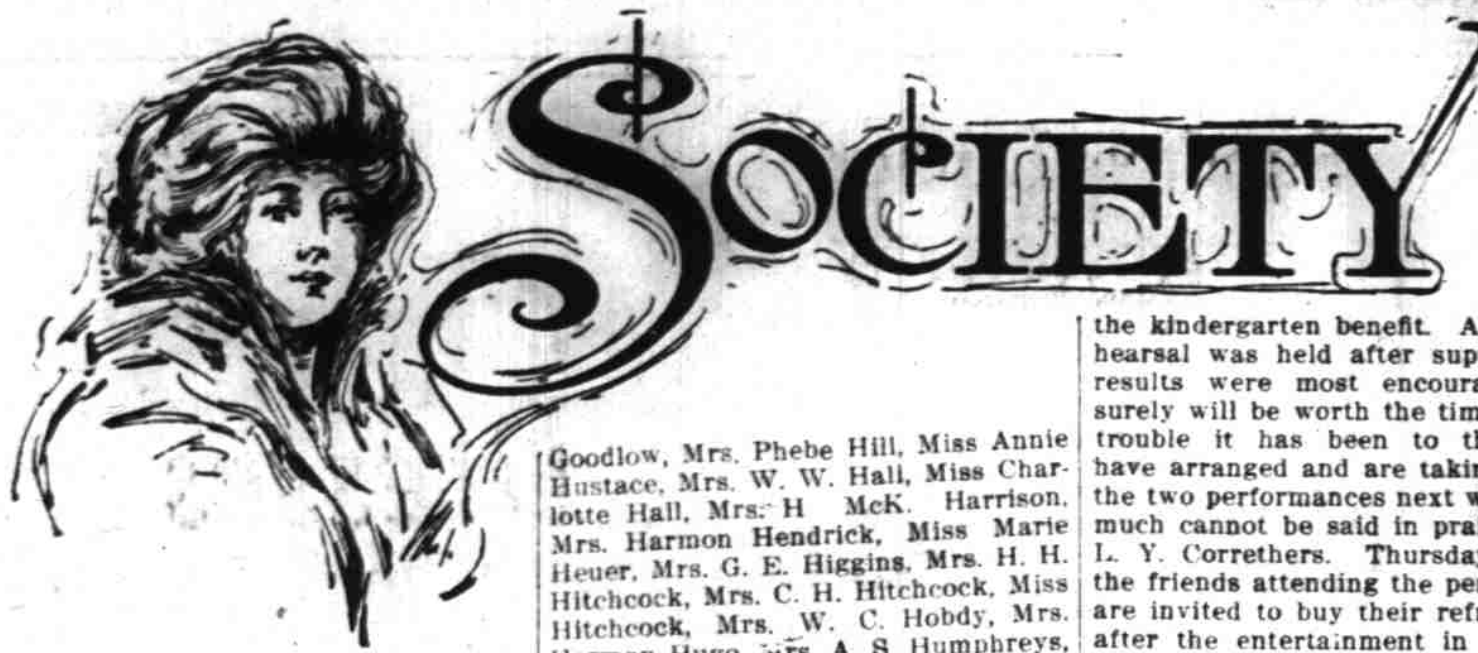 SOCIETY
Goodlow, Mrs. Phebe Hill, Miss Annie
Hustace, Mrs. W. W. Hall, Miss Char-
lotte Hall, Mrs. H McK. Harrison,
Mrs. Harmon Hendrick, Miss Marie
Heuer, Mrs. G. E. Higgins, Mrs. H. H.
Hitchcock, Mrs. C. H. Hitchcock, Miss
Hitchcock, Mrs. W. C. Hobdy, Mrs.
Hugo, Mrs. A. S. Humphreys,
the kindergarten benefit. A
hearsal was held after sup
results were most encoura
surely will be worth the tim
trouble it has been to th
have arranged and are takin
the two performances next w
much cannot be said in pra
L. Y. Correthers. Thursday
the friends attending the pe
are invited to buy their refr
after the entertainment in